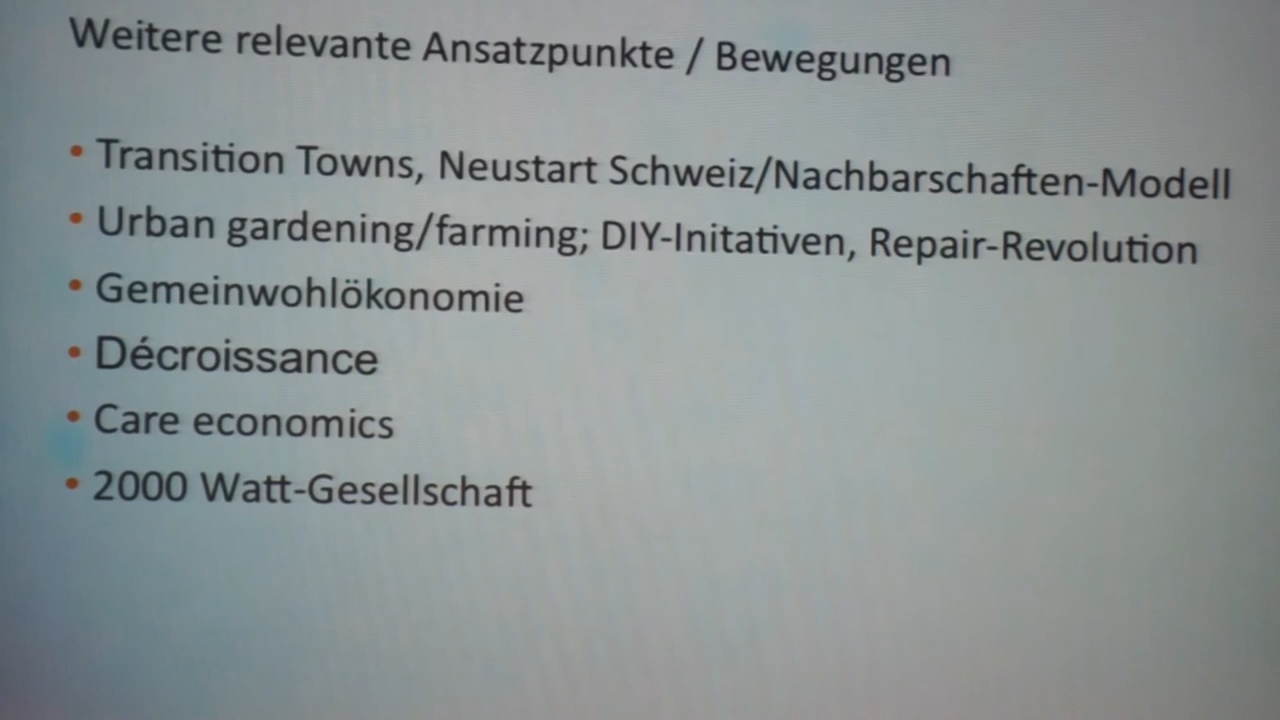 Weitere relevante Ansatzpunkte / Bewegungen
• Transition Towns, Neustart Schweiz/Nachbarschaften-Modell
• Urban gardening/farming; DIY-Initativen, Repair-Revolution
• Gemeinwohlökonomie
• Décroissance
• Care economics
• 2000 Watt-Gesellschaft